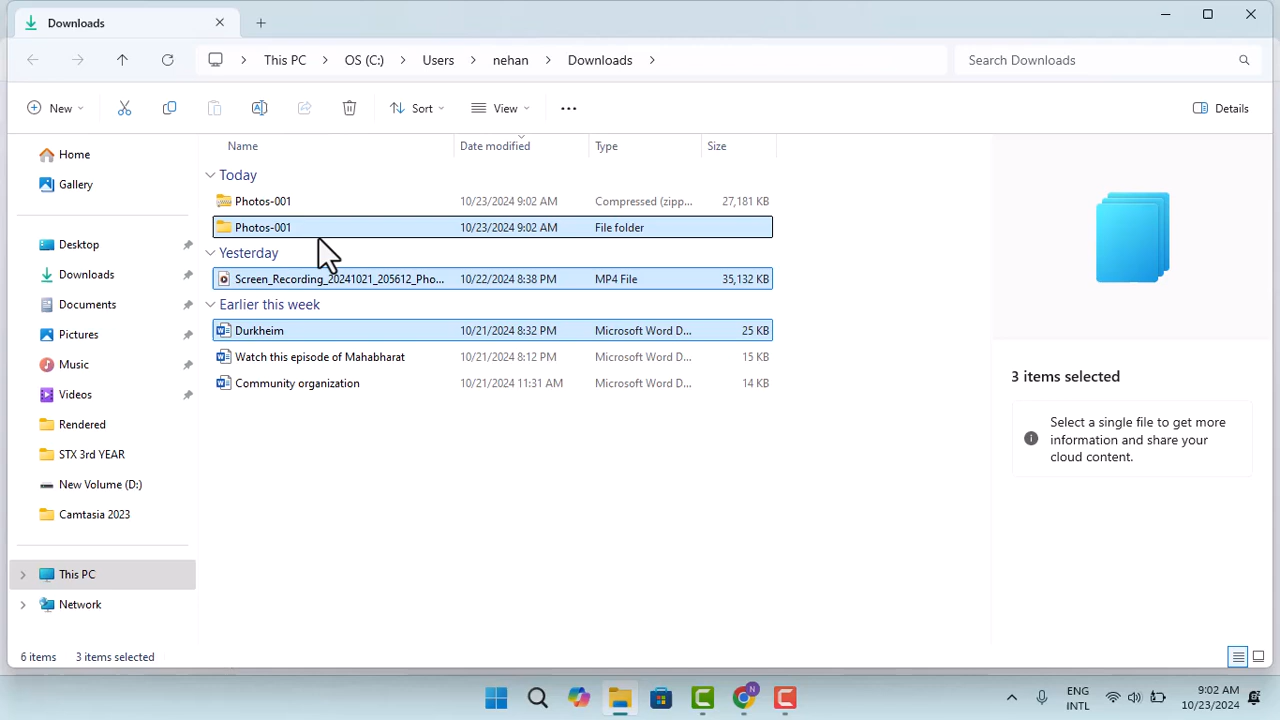 Downloads
This PC
OS (C:)
Users
nehan
Downloads
Search Downloads
New
Sort
View
Details
Home
Gallery
Desktop
Downloads
Documents
Pictures
Music
Videos
Rendered
STX 3rd YEAR
New Volume (D:)
Camtasia 2023
This PC
Network
Name Date modified Type Size
Today
Photos-001 10/23/2024 9:02 AM Compressed (zipp... 27,181 KB
Photos-001 10/23/2024 9:02 AM File folder
Yesterday
Screen_Recording_20241021_205612_Pho... 10/22/2024 8:38 PM MP4 File 35,132 KB
Earlier this week
Durkheim 10/21/2024 8:32 PM Microsoft Word D... 25 KB
Watch this episode of Mahabharat 10/21/2024 8:12 PM Microsoft Word D... 15 KB
Community organization 10/21/2024 11:31 AM Microsoft Word D... 14 KB
3 items selected
Select a single file to get more
information and share your
cloud content.
6 items 3 items selected
N
ENG
INTL
9:02 AM
10/23/2024